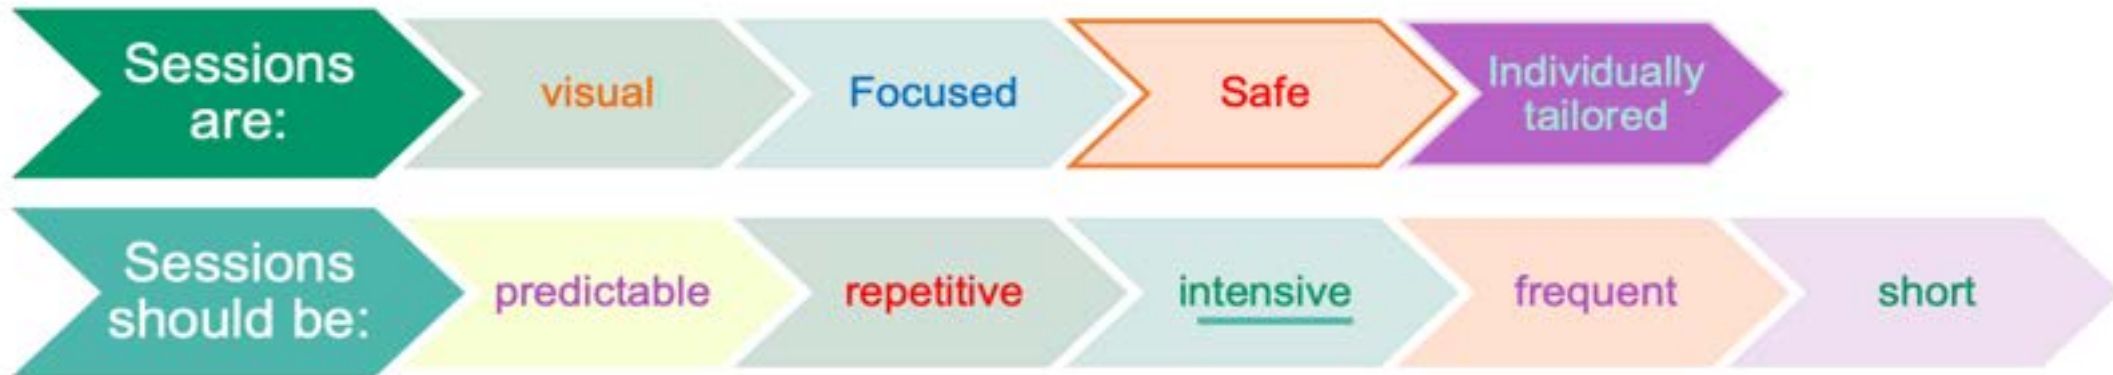 Sessions
are:
visual
Focused
Safe
Individually
tailored
Sessions
should be:
predictable
repetitive
intensive
frequent
short